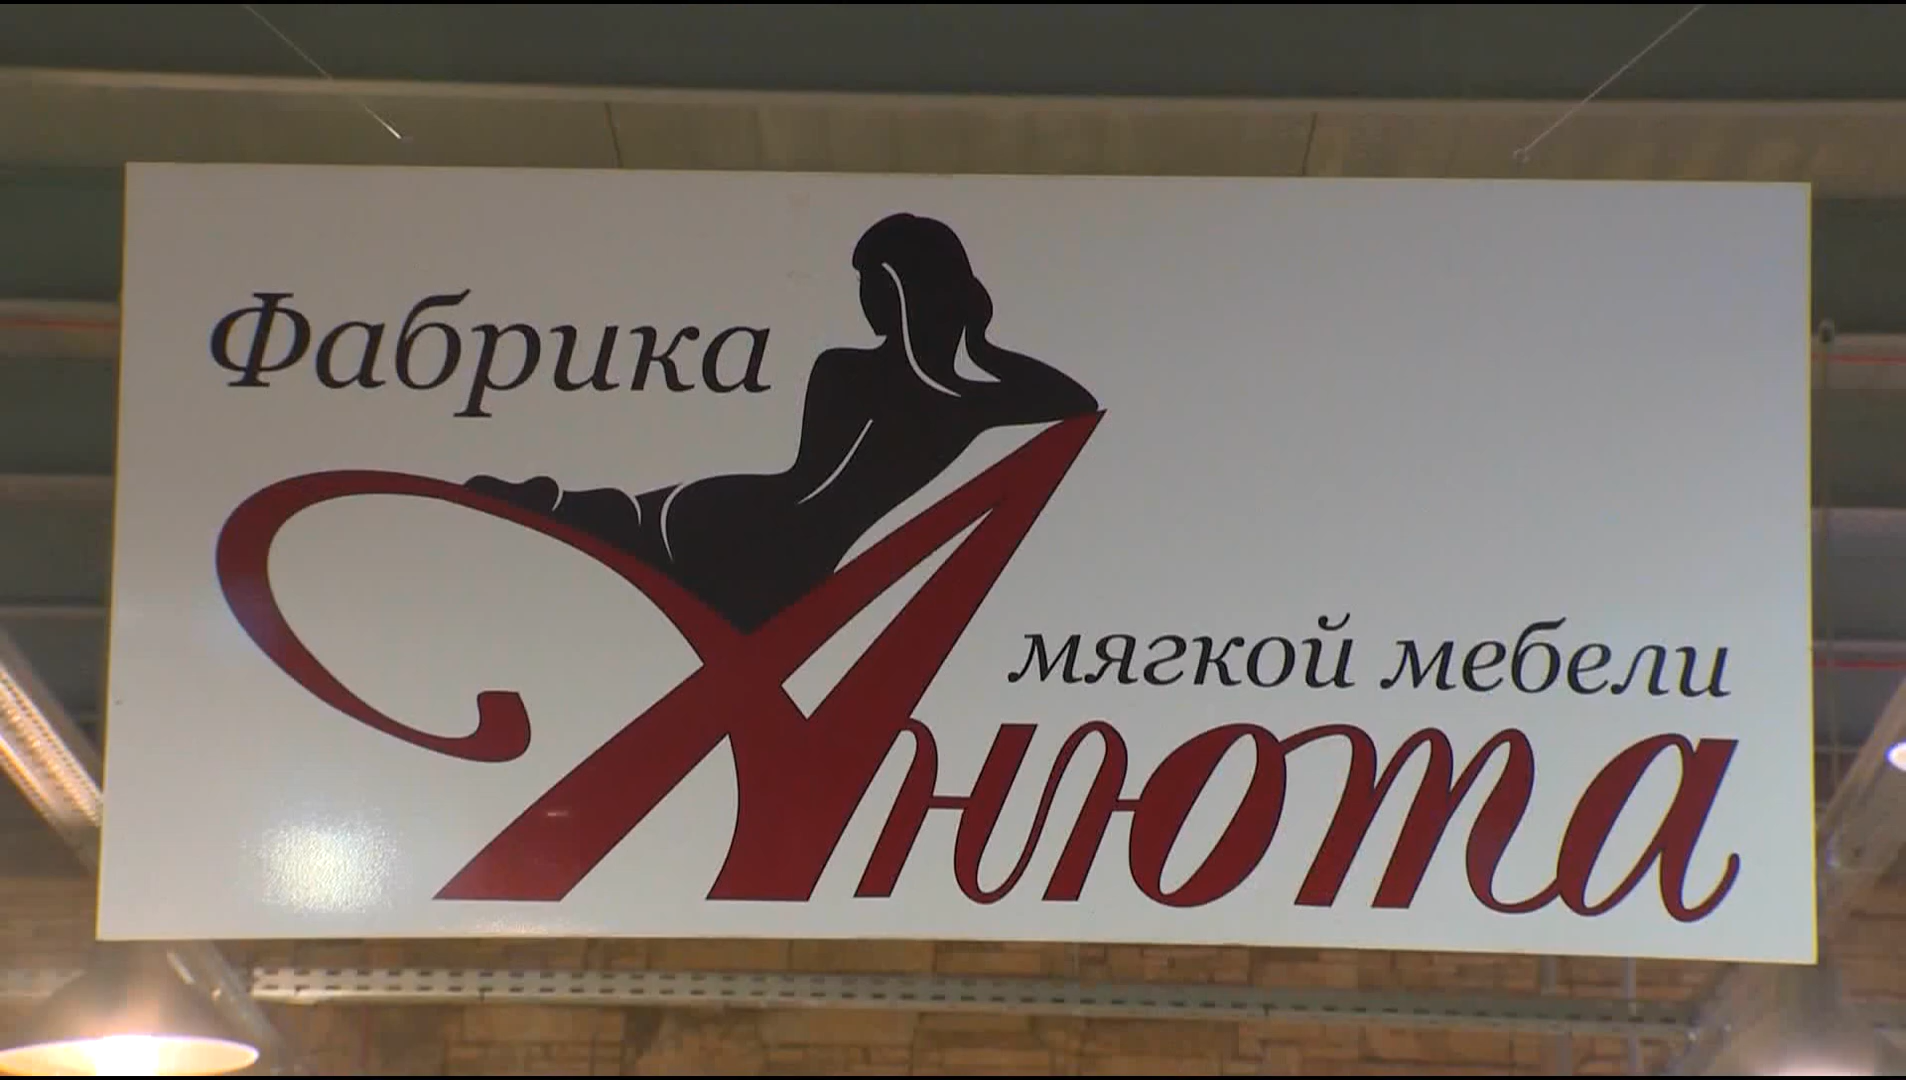 Фабрика
мягкой мебели
Анюта